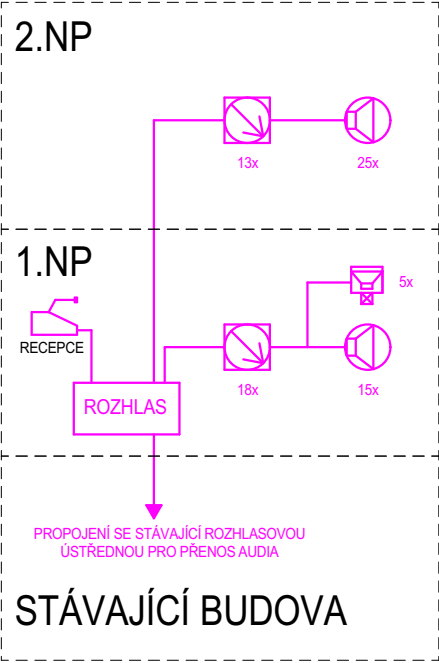 2.NP
13x
25x
1.NP
5x
RECEPCE
18x
15x
ROZHLAS
PROPOJENÍ SE STÁVAJÍCÍ ROZHLASOVOU
ÚSTŘEDNOU PRO PŘENOS AUDIA
STÁVAJÍCÍ BUDOVA